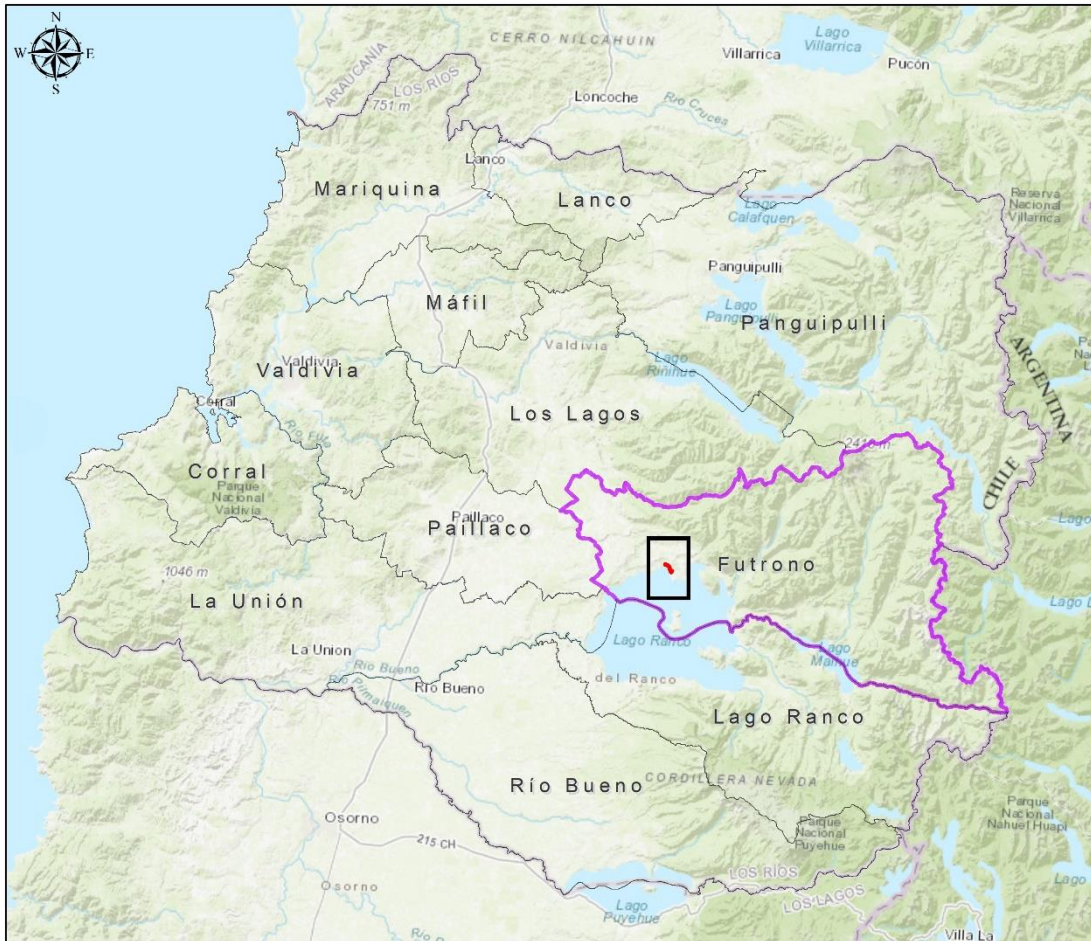 N
W E
S
CERRO NILCAHUIN
Lago
Villarrica
Villarrica
Pucón
ARAUCANÍA
LOS RÍOS
751 m
Loncoche
Río Cruces
Lanco
Mariquina
Lanco
Reserva
Nacional
Villarrica
Lago
Calafquen
Panguipulli
Lago
Panguipulli
Panguipulli
Máfil
Valdivia
Valdivia
Valdivia
Lago
Riñihue
ARGENTINA
CHILE
Corral
Los Lagos
Río Futa
2415 m
Corral
Parque
Nacional
Valdivia
Paillaco
Paillaco
Futrono
1046 m
La Unión
La Union
Lago Ranco
Lago
Maihue
Río Bueno
Río Pilmaiquen
Río Bueno
del Ranco
Lago Ranco
Río Bueno
CORDILLERA NEVADA
Osorno
215 CH
Parque
Nacional
Puyehue
Parque
Nacional
Nahuel Huapi
Osorno
LOS RÍOS
LOS LAGOS
Lago
Puyehue
Lago
Villa La